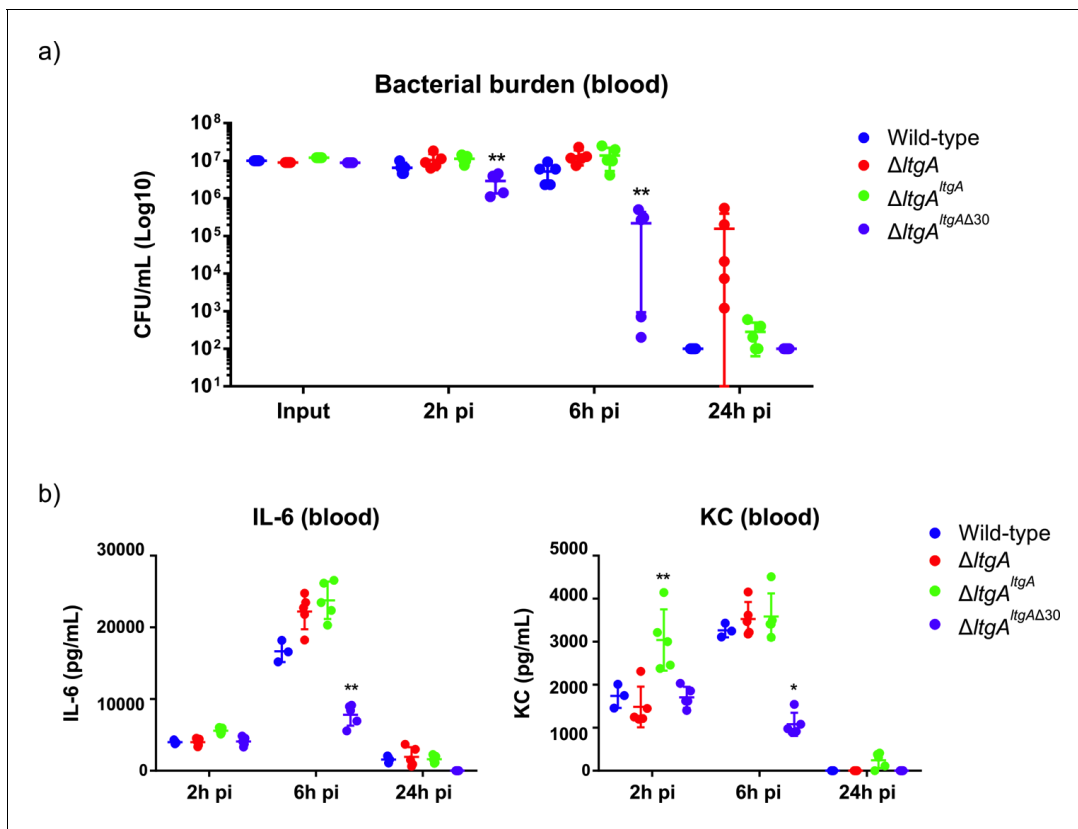 a)
Bacterial burden (blood)
CFU/mL (Log10)
10⁸
10⁷
10⁶
10⁵
10⁴
10³
10²
10¹
**
**
Input 2h pi 6h pi 24h pi
Wild-type
ΔltgA
ΔltgA^ltgA
ΔltgA^ltgAΔ30
b)
IL-6 (blood)
IL-6 (pg/mL)
30000
20000
10000
0
**
2h pi 6h pi 24h pi
KC (blood)
KC (pg/mL)
5000
4000
3000
2000
1000
0
**
*
2h pi 6h pi 24h pi
Wild-type
ΔltgA
ΔltgA^ltgA
ΔltgA^ltgAΔ30